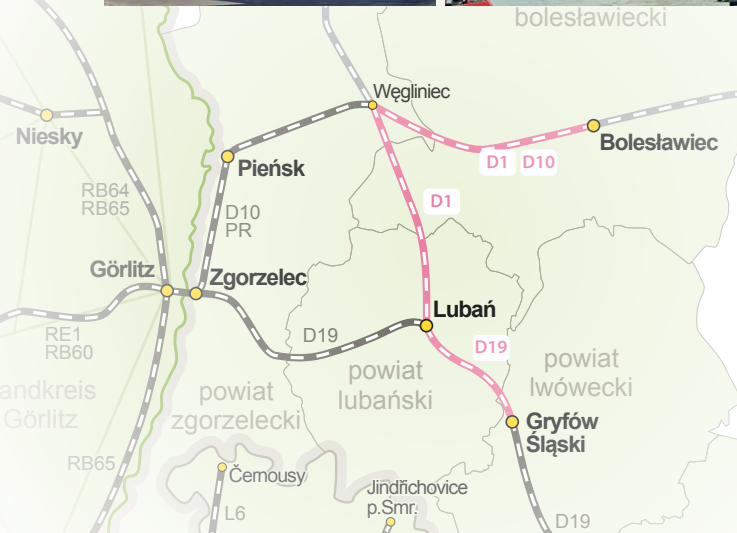 bolesławiecki
Węgliniec
Niesky
Bolesławiec
D1 D10
Pieńsk
RB64
RB65
D10
PR
D1
Görlitz
Zgorzelec
Lubań
RE1
RB60
D19
D19
powiat
lwówecki
andkreis
Görlitz
powiat
zgorzelecki
powiat
lubański
Gryfów
Śląski
RB65
Černousy
Jindřichovice
p.Smr.
L6
D19